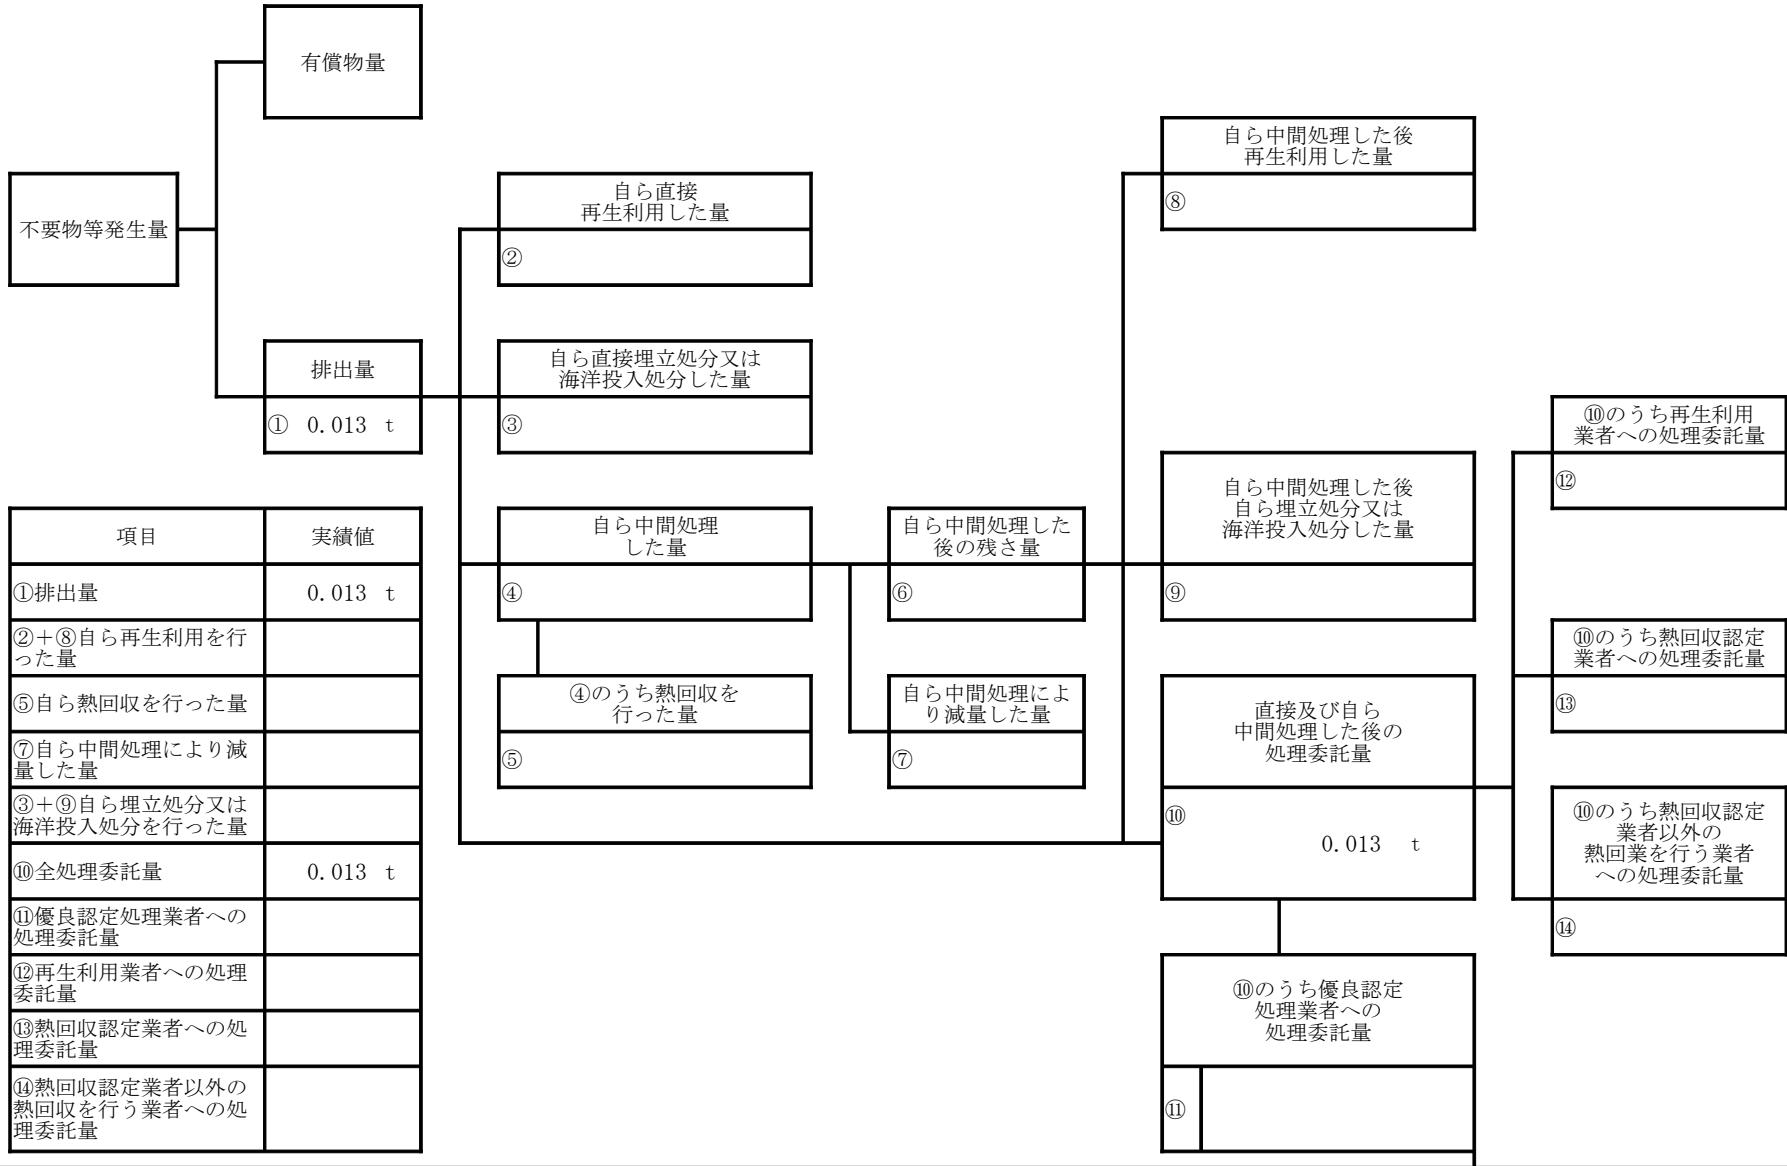 有償物量
不要物等発生量
排出量
① 0.013 t
自ら直接
再生利用した量
②
自ら直接埋立処分又は
海洋投入処分した量
③
自ら中間処理
した量
④
④のうち熱回収を
行った量
⑤
自ら中間処理した
後の残さ量
⑥
自ら中間処理によ
り減量した量
⑦
自ら中間処理した後
再生利用した量
⑧
自ら中間処理した後
自ら埋立処分又は
海洋投入処分した量
⑨
直接及び自ら
中間処理した後の
処理委託量
⑩
0.013 t
⑩のうち優良認定
処理業者への
処理委託量
⑪
⑩のうち再生利用
業者への処理委託量
⑫
⑩のうち熱回収認定
業者への処理委託量
⑬
⑩のうち熱回収認定
業者以外の
熱回業を行う業者
への処理委託量
⑭
項目 実績値
①排出量 0.013 t
②＋⑧自ら再生利用を行
った量
⑤自ら熱回収を行った量
⑦自ら中間処理により減
量した量
③＋⑨自ら埋立処分又は
海洋投入処分を行った量
⑩全処理委託量 0.013 t
⑪優良認定処理業者への
処理委託量
⑫再生利用業者への処理
委託量
⑬熱回収認定業者への処
理委託量
⑭熱回収認定業者以外の
熱回収を行う業者への処
理委託量